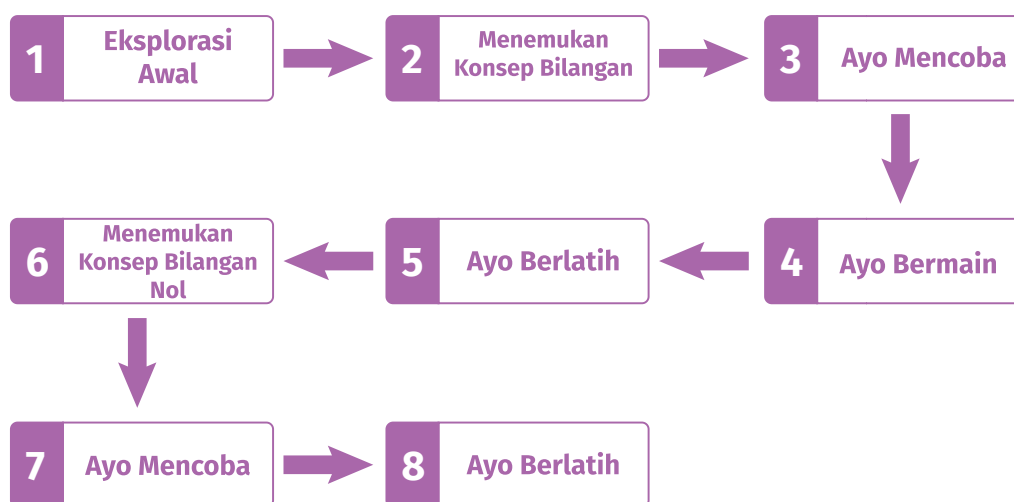 1
Eksplorasi
Awal
2
Menemukan
Konsep Bilangan
3
Ayo Mencoba
4
Ayo Bermain
5
Ayo Berlatih
6
Menemukan
Konsep Bilangan
Nol
7
Ayo Mencoba
8
Ayo Berlatih